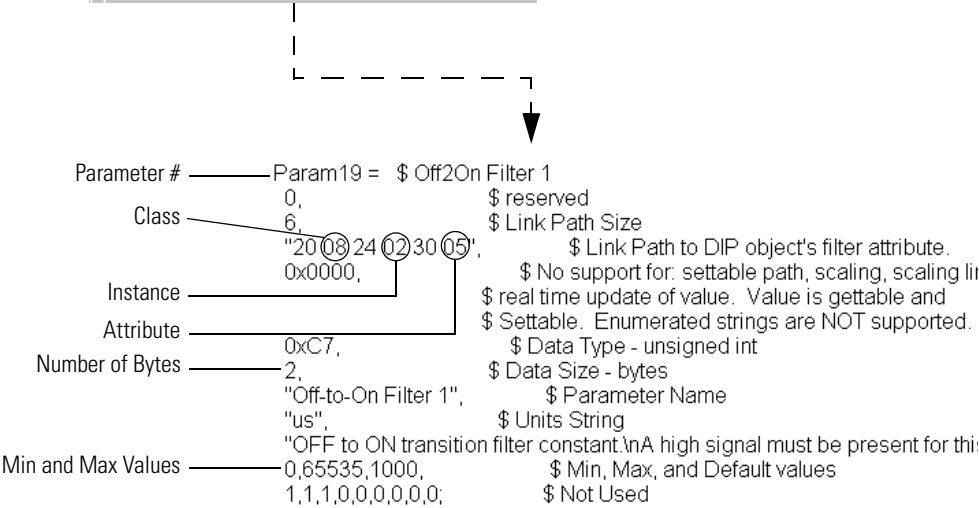 Parameter # Param19 = $ Off2On Filter 1
0, $ reserved
Class 6, $ Link Path Size
"20 08 24 02 30 05", $ Link Path to DIP object's filter attribute.
0x0000, $ No support for: settable path, scaling, scaling
Instance $ real time update of value. Value is gettable and
Attribute $ Settable. Enumerated strings are NOT supported.
0xC7, $ Data Type - unsigned int
Number of Bytes 2, $ Data Size - bytes
"Off-to-On Filter 1", $ Parameter Name
"us", $ Units String
"OFF to ON transition filter constant.\nA high signal must be present for this
Min and Max Values 0,65535,1000, $ Min, Max, and Default values
1,1,1,0,0,0,0,0,0; $ Not Used